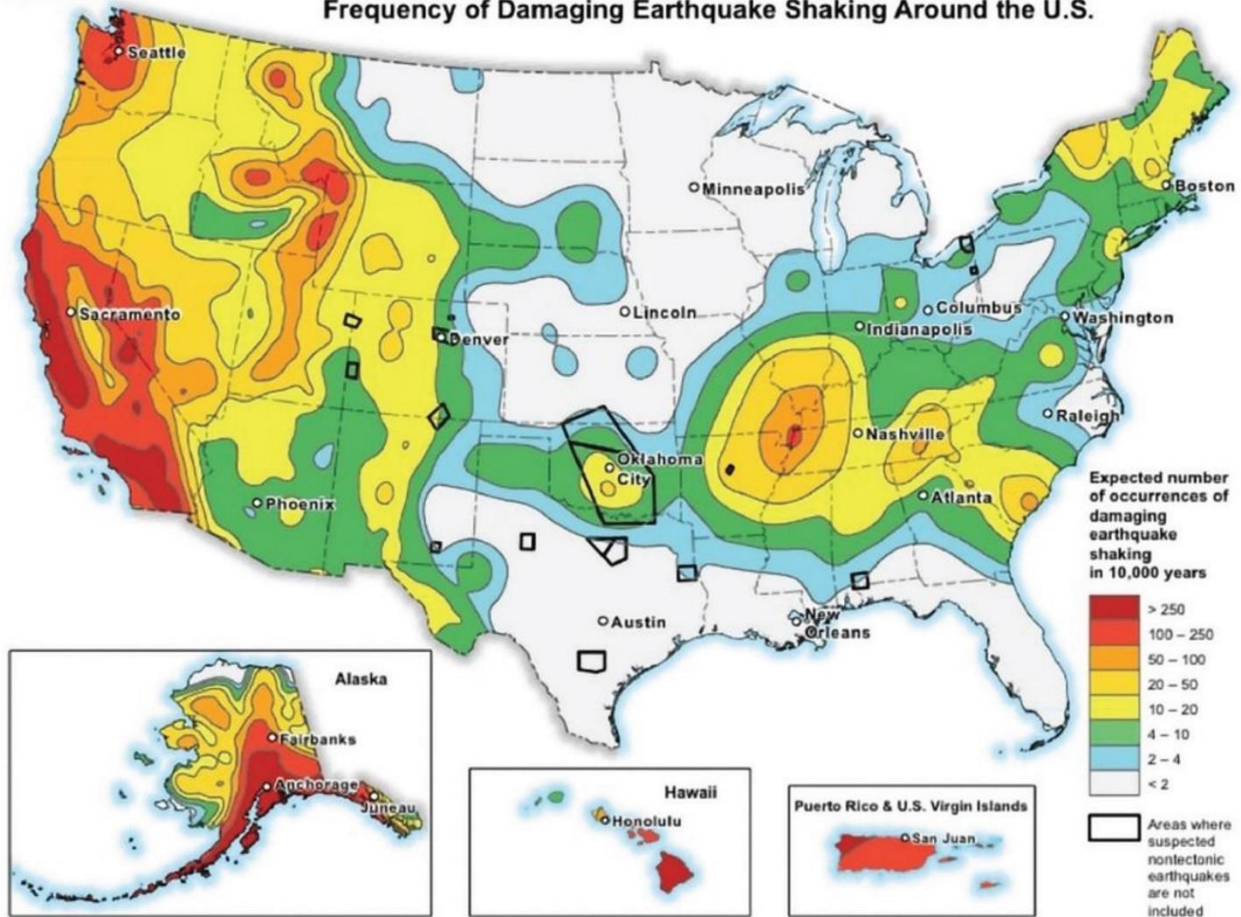 Frequency of Damaging Earthquake Shaking Around the U.S.
Seattle
Minneapolis
Boston
Sacramento
Lincoln
Columbus
Washington
Indianapolis
Denver
Raleigh
Nashville
Oklahoma
City
Phoenix
Atlanta
Austin
New
Orleans
Expected number
of occurrences of
damaging
earthquake
shaking
in 10,000 years
> 250
100 – 250
50 – 100
20 – 50
10 – 20
4 – 10
2 – 4
< 2
Areas where
suspected
nontectonic
earthquakes
are not
included
Alaska
Fairbanks
Anchorage
Juneau
Hawaii
Honolulu
Puerto Rico & U.S. Virgin Islands
San Juan